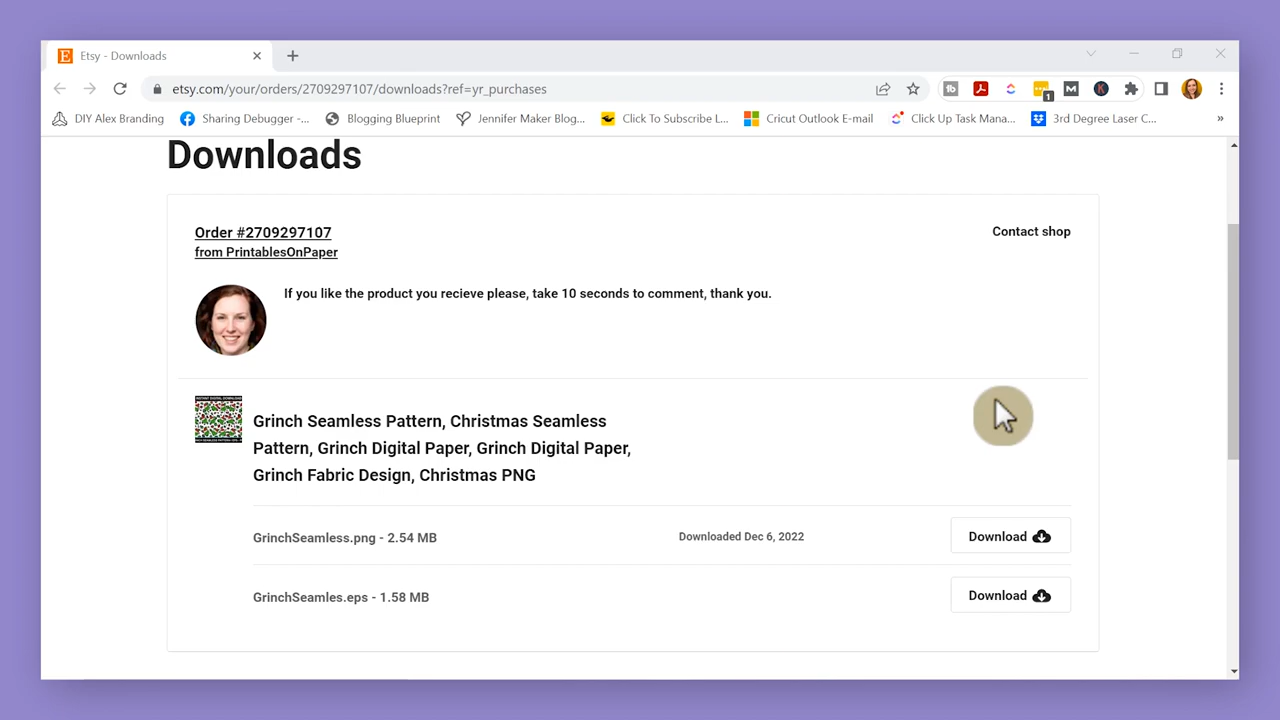 Etsy - Downloads
etsy.com/your/orders/2709297107/downloads?ref=yr_purchases
1
DIY Alex Branding
Sharing Debugger -...
Blogging Blueprint
Jennifer Maker Blog...
Click To Subscribe L...
Cricut Outlook E-mail
Click Up Task Mana...
3rd Degree Laser C...
»
Downloads
Order #2709297107
from PrintablesOnPaper
Contact shop
If you like the product you recieve please, take 10 seconds to comment, thank you.
Grinch Seamless Pattern, Christmas Seamless
Pattern, Grinch Digital Paper, Grinch Digital Paper,
Grinch Fabric Design, Christmas PNG
GrinchSeamless.png - 2.54 MB
Downloaded Dec 6, 2022
Download
GrinchSeamles.eps - 1.58 MB
Download